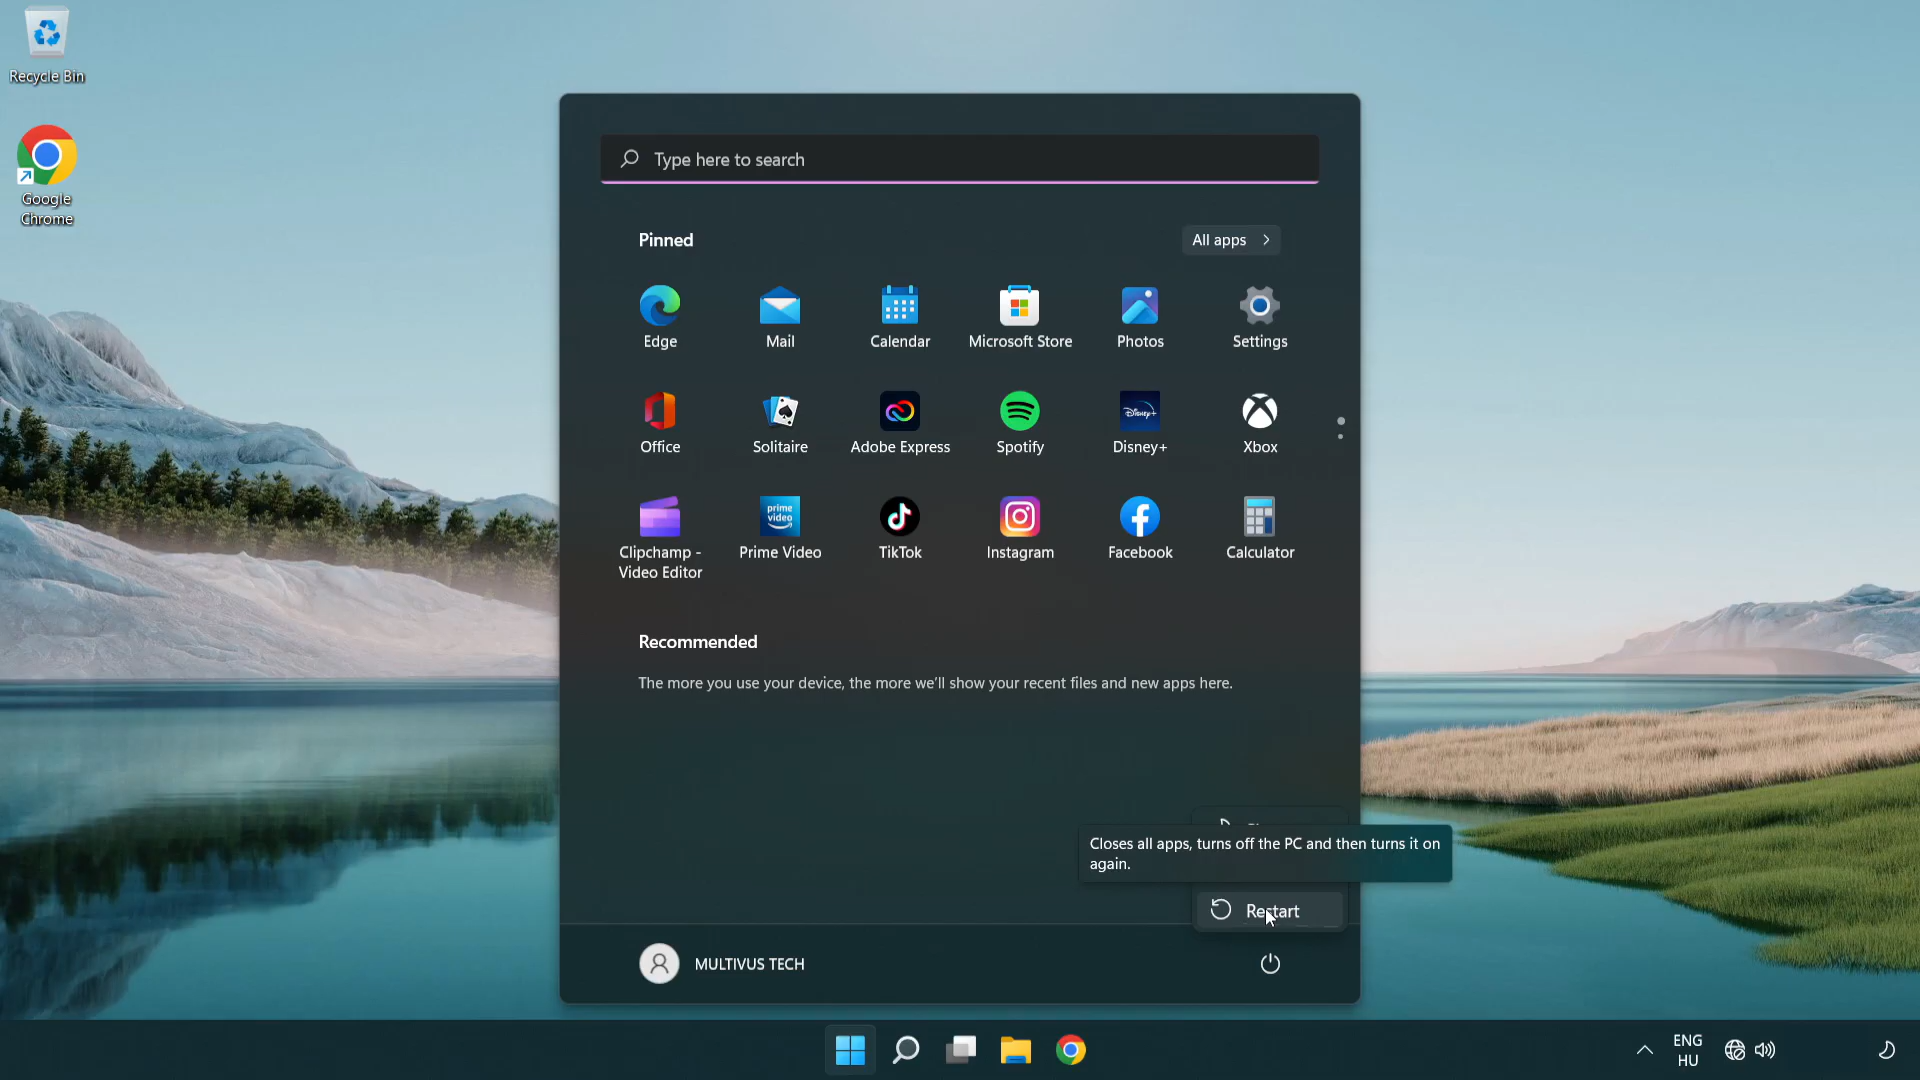 Recycle Bin
Google
Chrome
Type here to search
Pinned
All apps
Edge
Mail
Calendar
Microsoft Store
Photos
Settings
Office
Solitaire
Adobe Express
Spotify
Disney+
Disney+
Xbox
prime
video
Clipchamp -
Video Editor
Prime Video
TikTok
Instagram
Facebook
Calculator
Recommended
The more you use your device, the more we'll show your recent files and new apps here.
Closes all apps, turns off the PC and then turns it on
again.
Restart
MULTIVUS TECH
ENG
HU